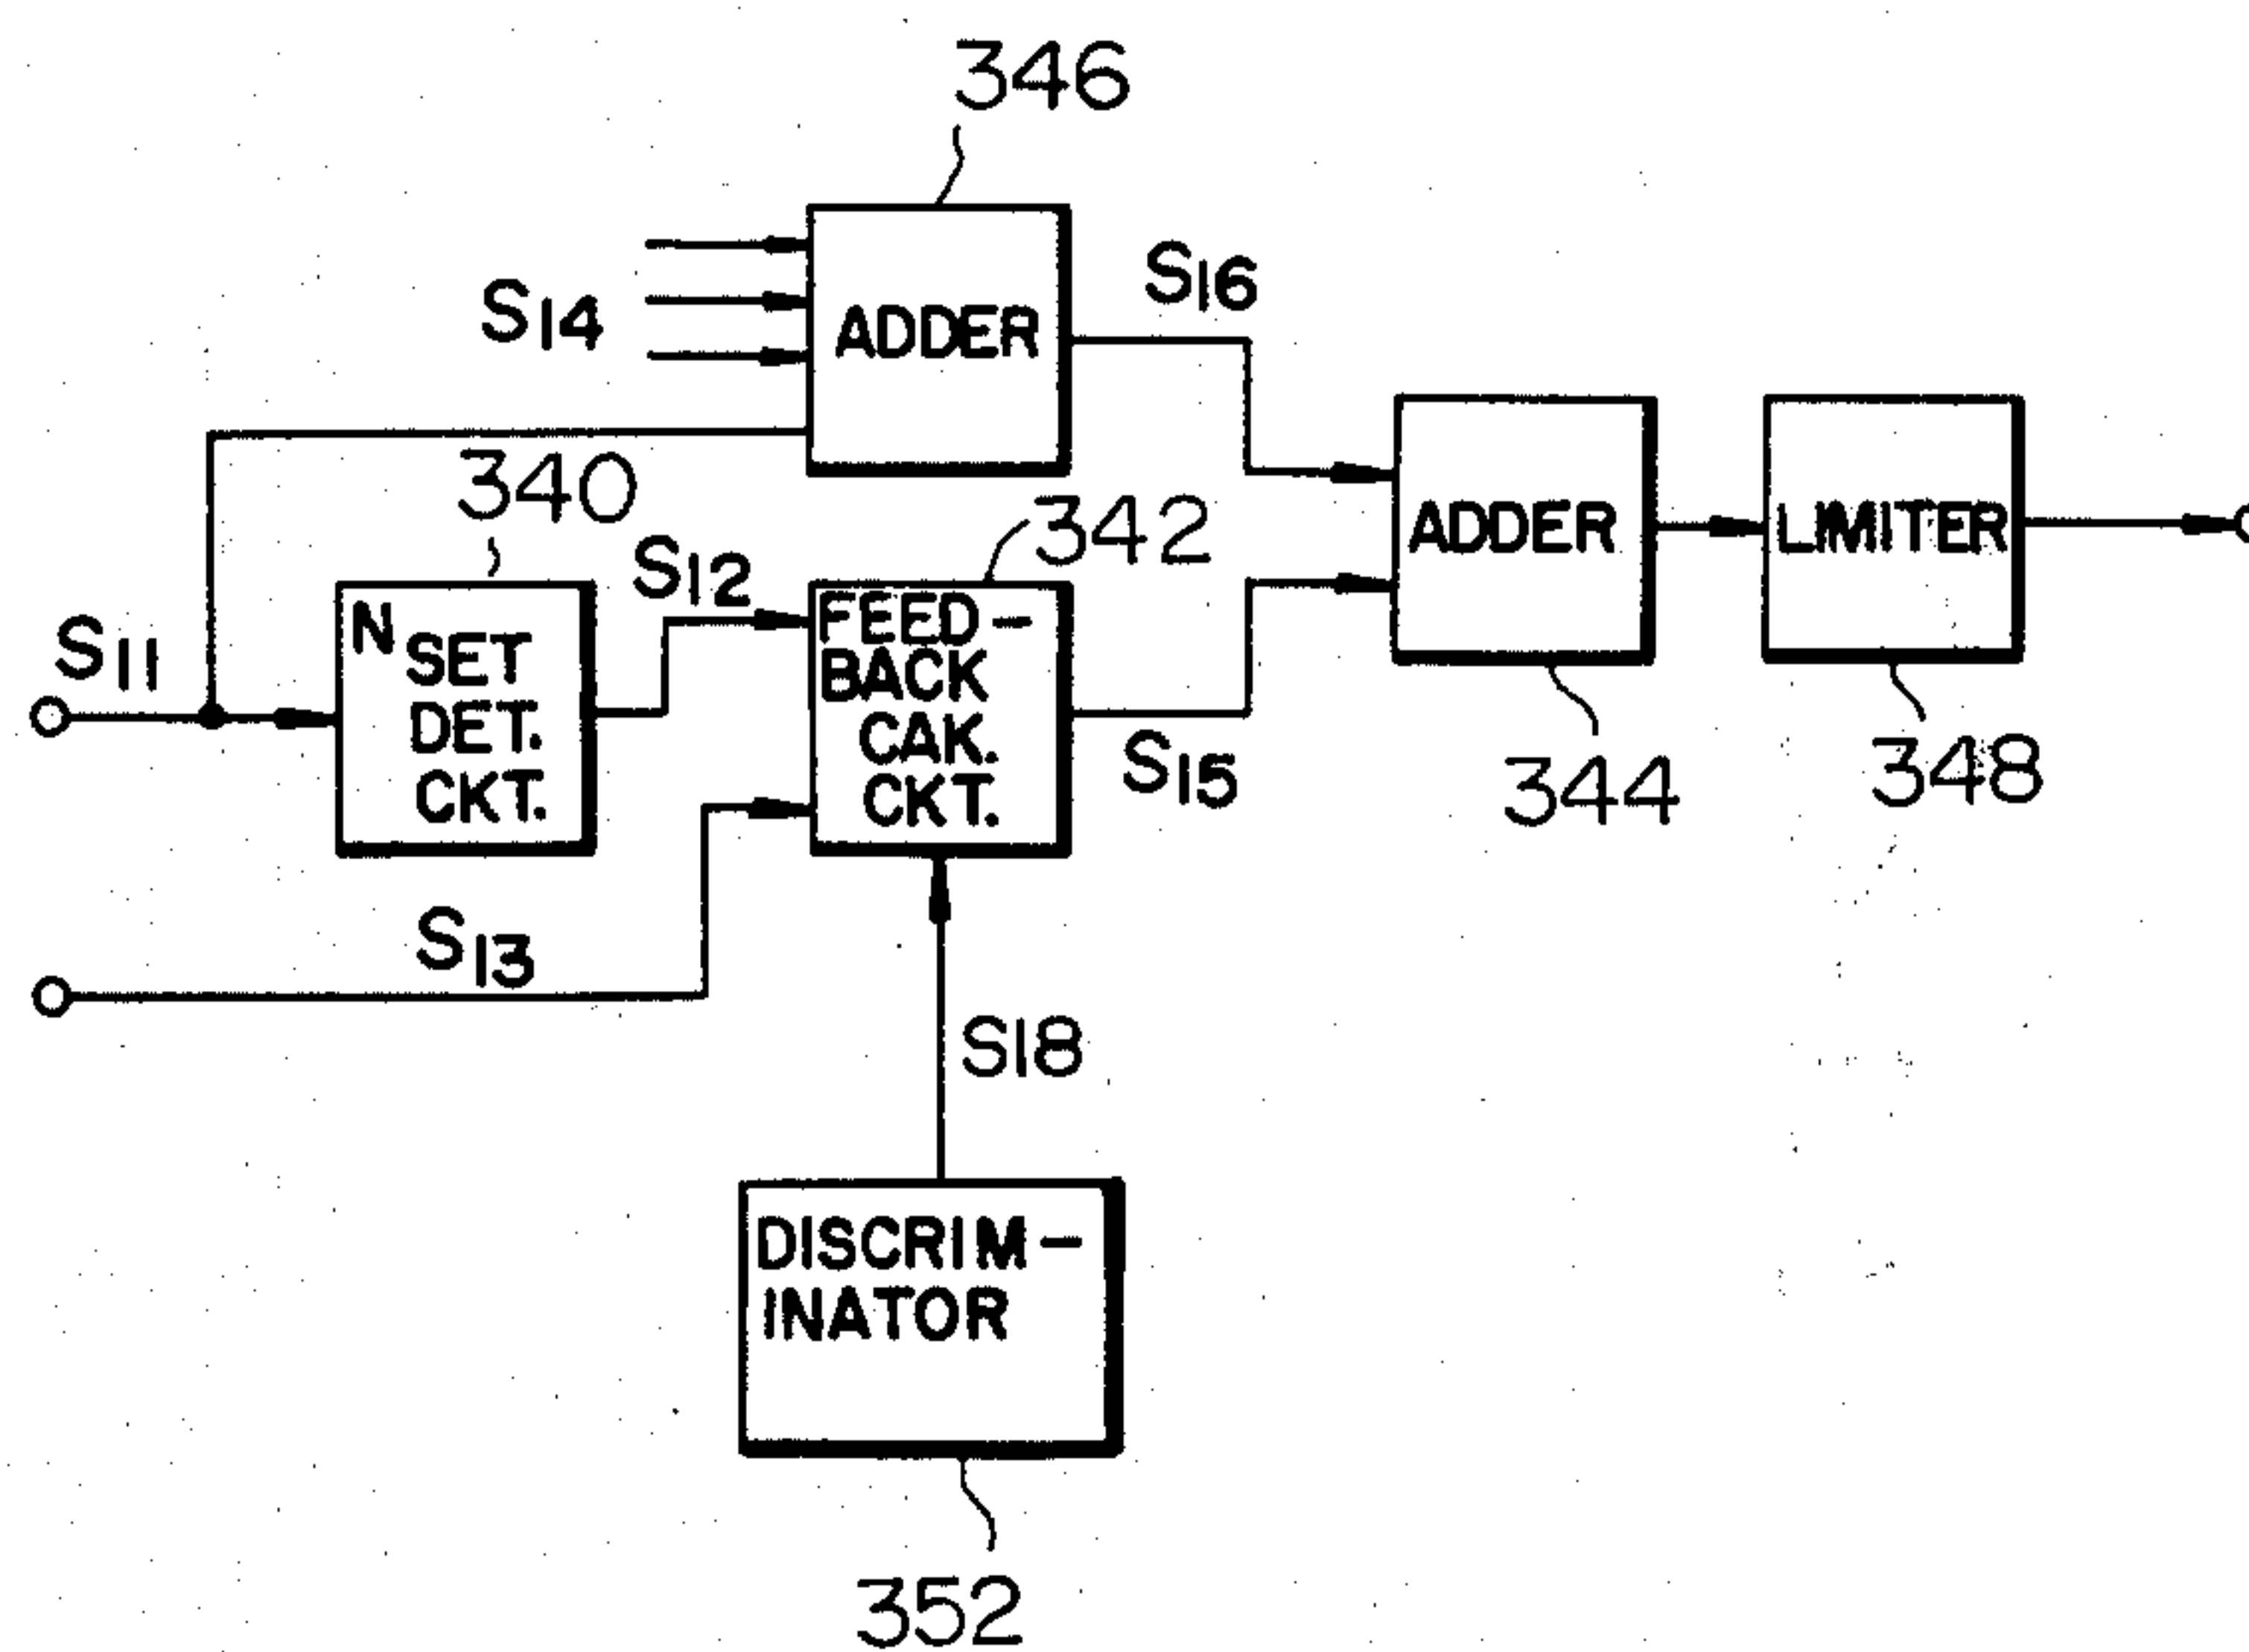 346
S14
ADDER
S16
340
S12
342
ADDER
LIMITER
S11
N SET
DET.
CKT.
FEED-
BACK
CAK.
CKT.
S15
344
348
S13
S18
DISCRIM-
INATOR
352